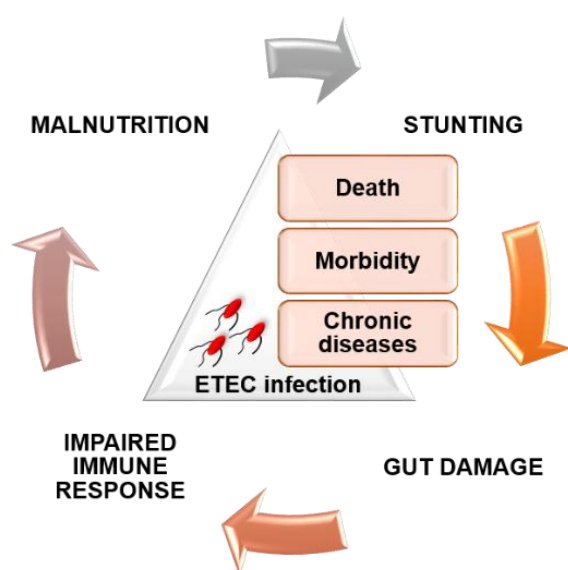 MALNUTRITION
STUNTING
Death
Morbidity
Chronic
diseases
ETEC infection
IMPAIRED
IMMUNE
RESPONSE
GUT DAMAGE